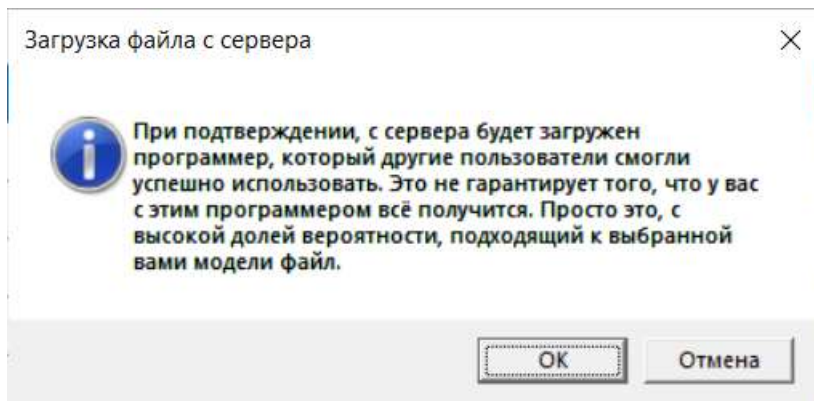 Загрузка файла с сервера
При подтверждении, с сервера будет загружен
программер, который другие пользователи смогли
успешно использовать. Это не гарантирует того, что у вас
с этим программером всё получится. Просто это, с
высокой долей вероятности, подходящий к выбранной
вами модели файл.
ОК
Отмена